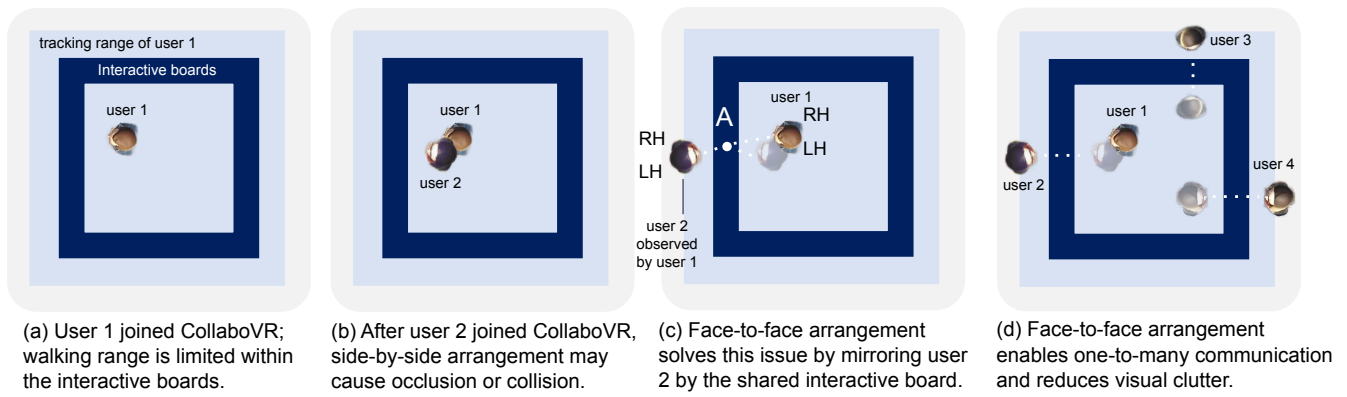 tracking range of user 1
Interactive boards
user 1
(a) User 1 joined CollaboVR;
walking range is limited within
the interactive boards.
user 1
user 2
(b) After user 2 joined CollaboVR,
side-by-side arrangement may
cause occlusion or collision.
user 1
A
RH
RH
LH
LH
user 2
observed
by user 1
(c) Face-to-face arrangement
solves this issue by mirroring user
2 by the shared interactive board.
user 3
user 1
user 4
user 2
(d) Face-to-face arrangement
enables one-to-many communication
and reduces visual clutter.